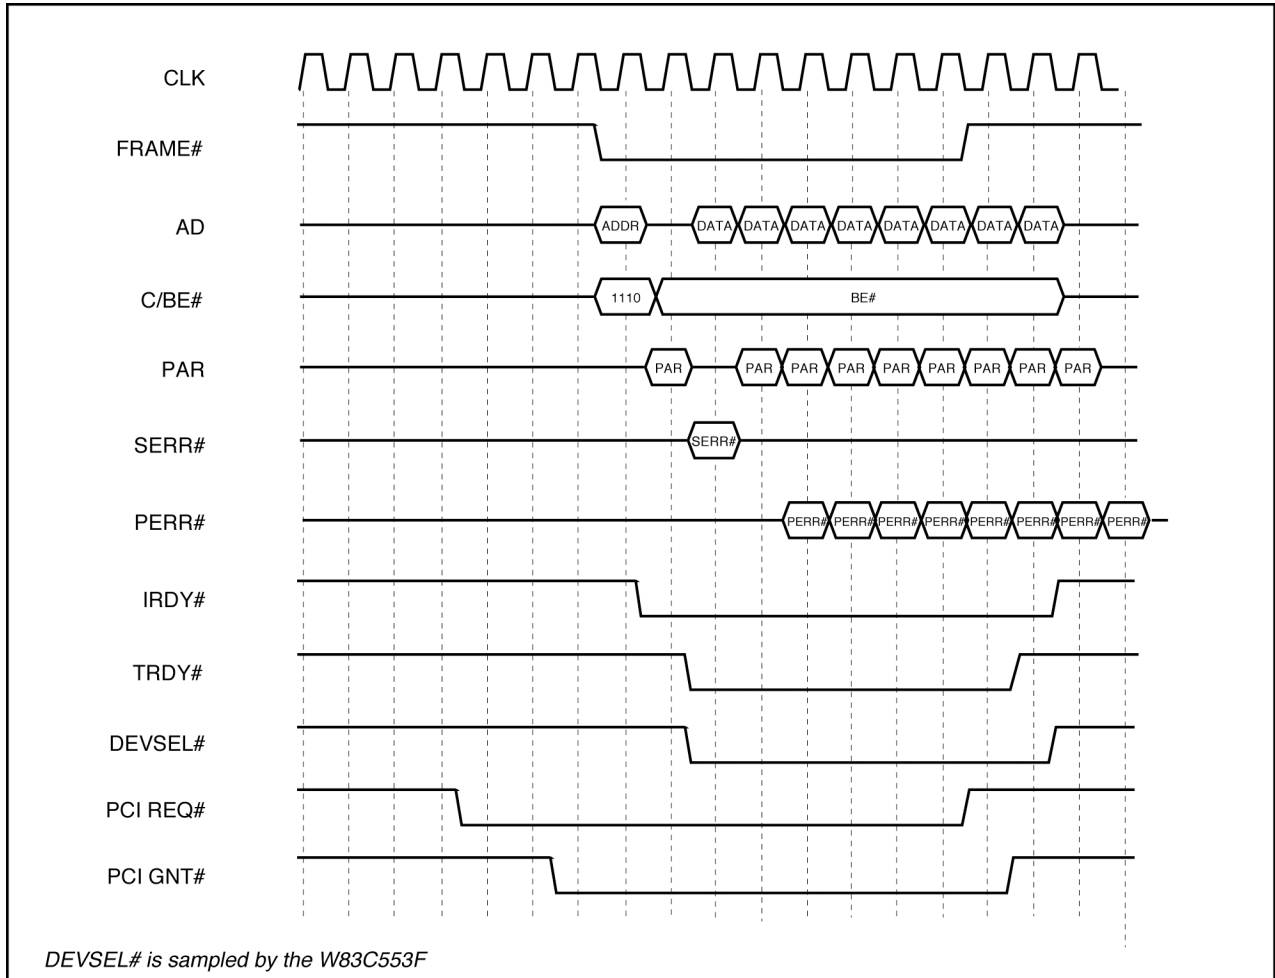 CLK
FRAME#
AD
ADDR DATA DATA DATA DATA DATA DATA DATA DATA
C/BE#
1110 BE#
PAR
PAR PAR PAR PAR PAR PAR PAR PAR PAR
SERR#
SERR#
PERR#
PERR# PERR# PERR# PERR# PERR# PERR# PERR# PERR#
IRDY#
TRDY#
DEVSEL#
PCI REQ#
PCI GNT#
DEVSEL# is sampled by the W83C553F